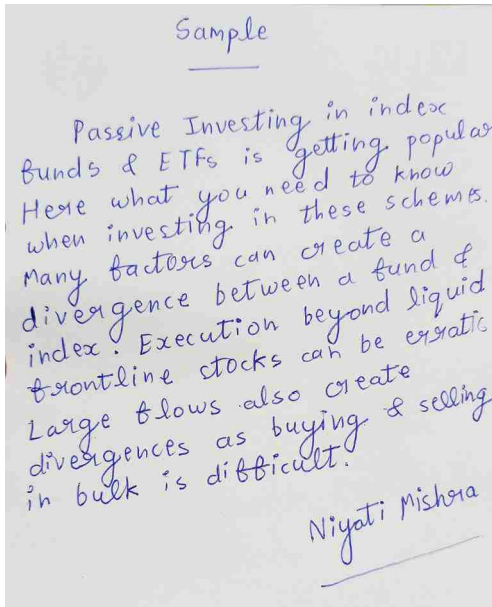 Sample
Passive Investing in index
funds & ETFs is getting popular
Here what you need to know
when investing in these schemes.
Many factors can create a
divergence between a fund &
index. Execution beyond liquid
frontline stocks can be erratic
Large flows also create
divergences as buying & selling
in bulk is difficult.
Niyati Mishra